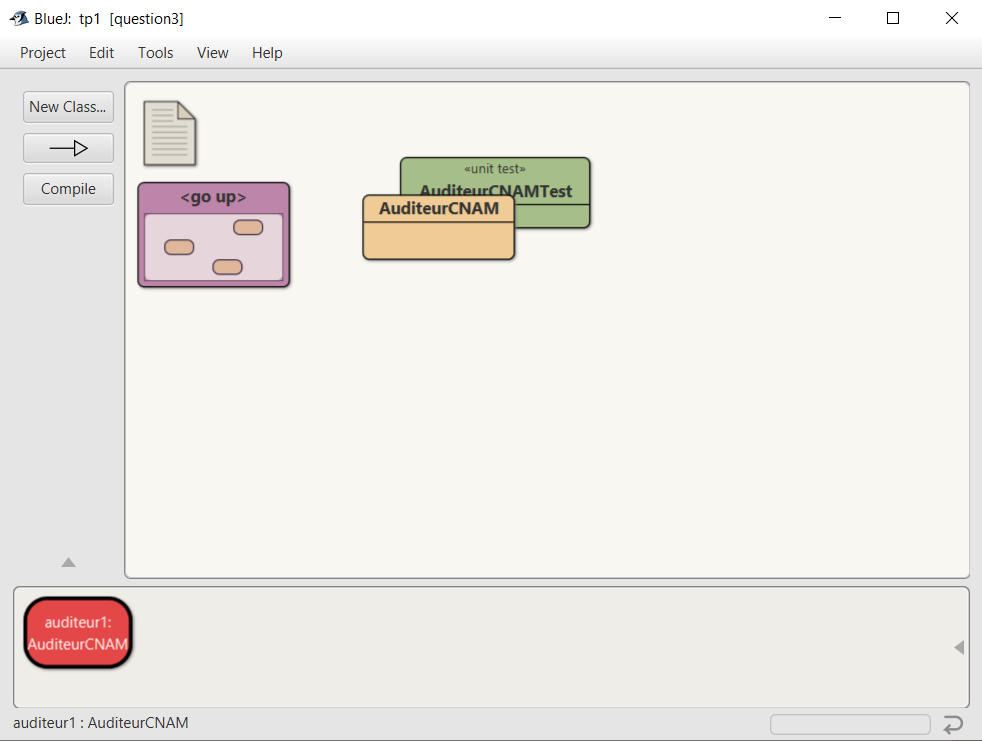 BlueJ: tp1 [question3]
Project Edit Tools View Help
New Class...
Compile
<go up>
«unit test»
AuditeurCNAMTest
AuditeurCNAM
auditeur1:
AuditeurCNAM
auditeur1 : AuditeurCNAM